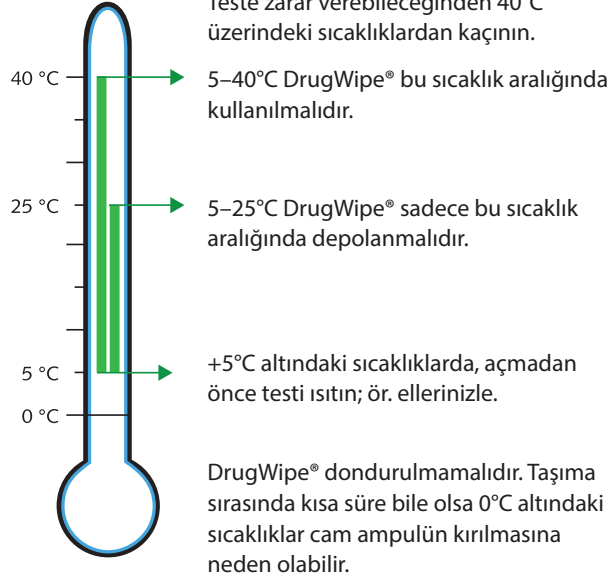 Teste zarar verebileceğinden 40°C
üzerindeki sıcaklıklardan kaçının.
40 °C
5–40°C DrugWipe® bu sıcaklık aralığında
kullanılmalıdır.
25 °C
5–25°C DrugWipe® sadece bu sıcaklık
aralığında depolanmalıdır.
5 °C
+5°C altındaki sıcaklıklarda, açmadan
önce testi ısıtın; ör. ellerinizle.
0 °C
DrugWipe® dondurulmamalıdır. Taşıma
sırasında kısa süre bile olsa 0°C altındaki
sıcaklıklar cam ampulün kırılmasına
neden olabilir.